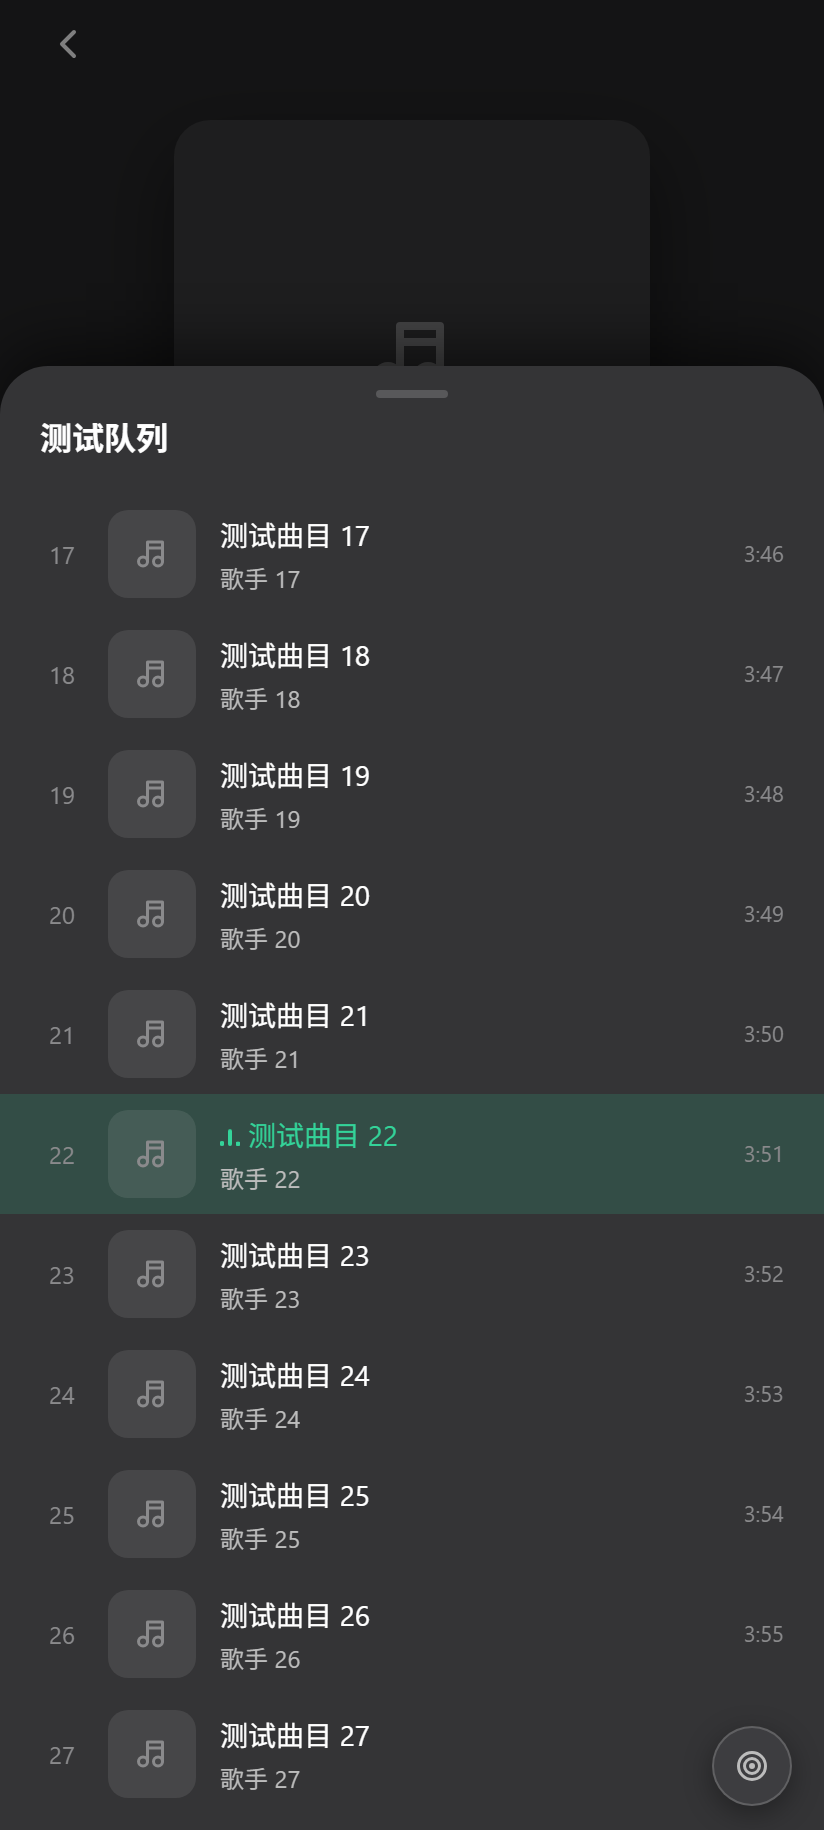 测试队列
17
测试曲目 17
歌手 17
3:46
18
测试曲目 18
歌手 18
3:47
19
测试曲目 19
歌手 19
3:48
20
测试曲目 20
歌手 20
3:49
21
测试曲目 21
歌手 21
3:50
22
测试曲目 22
歌手 22
3:51
23
测试曲目 23
歌手 23
3:52
24
测试曲目 24
歌手 24
3:53
25
测试曲目 25
歌手 25
3:54
26
测试曲目 26
歌手 26
3:55
27
测试曲目 27
歌手 27